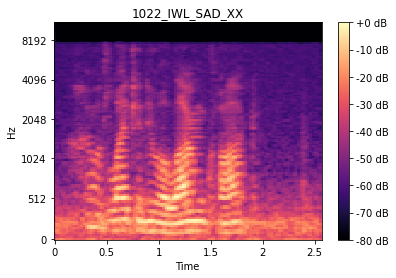 1022_IWL_SAD_XX
+0 dB
8192
-10 dB
4096
-20 dB
-30 dB
2048
Hz
-40 dB
1024
-50 dB
-60 dB
512
-70 dB
0
-80 dB
0 0.5 1 1.5 2 2.5
Time